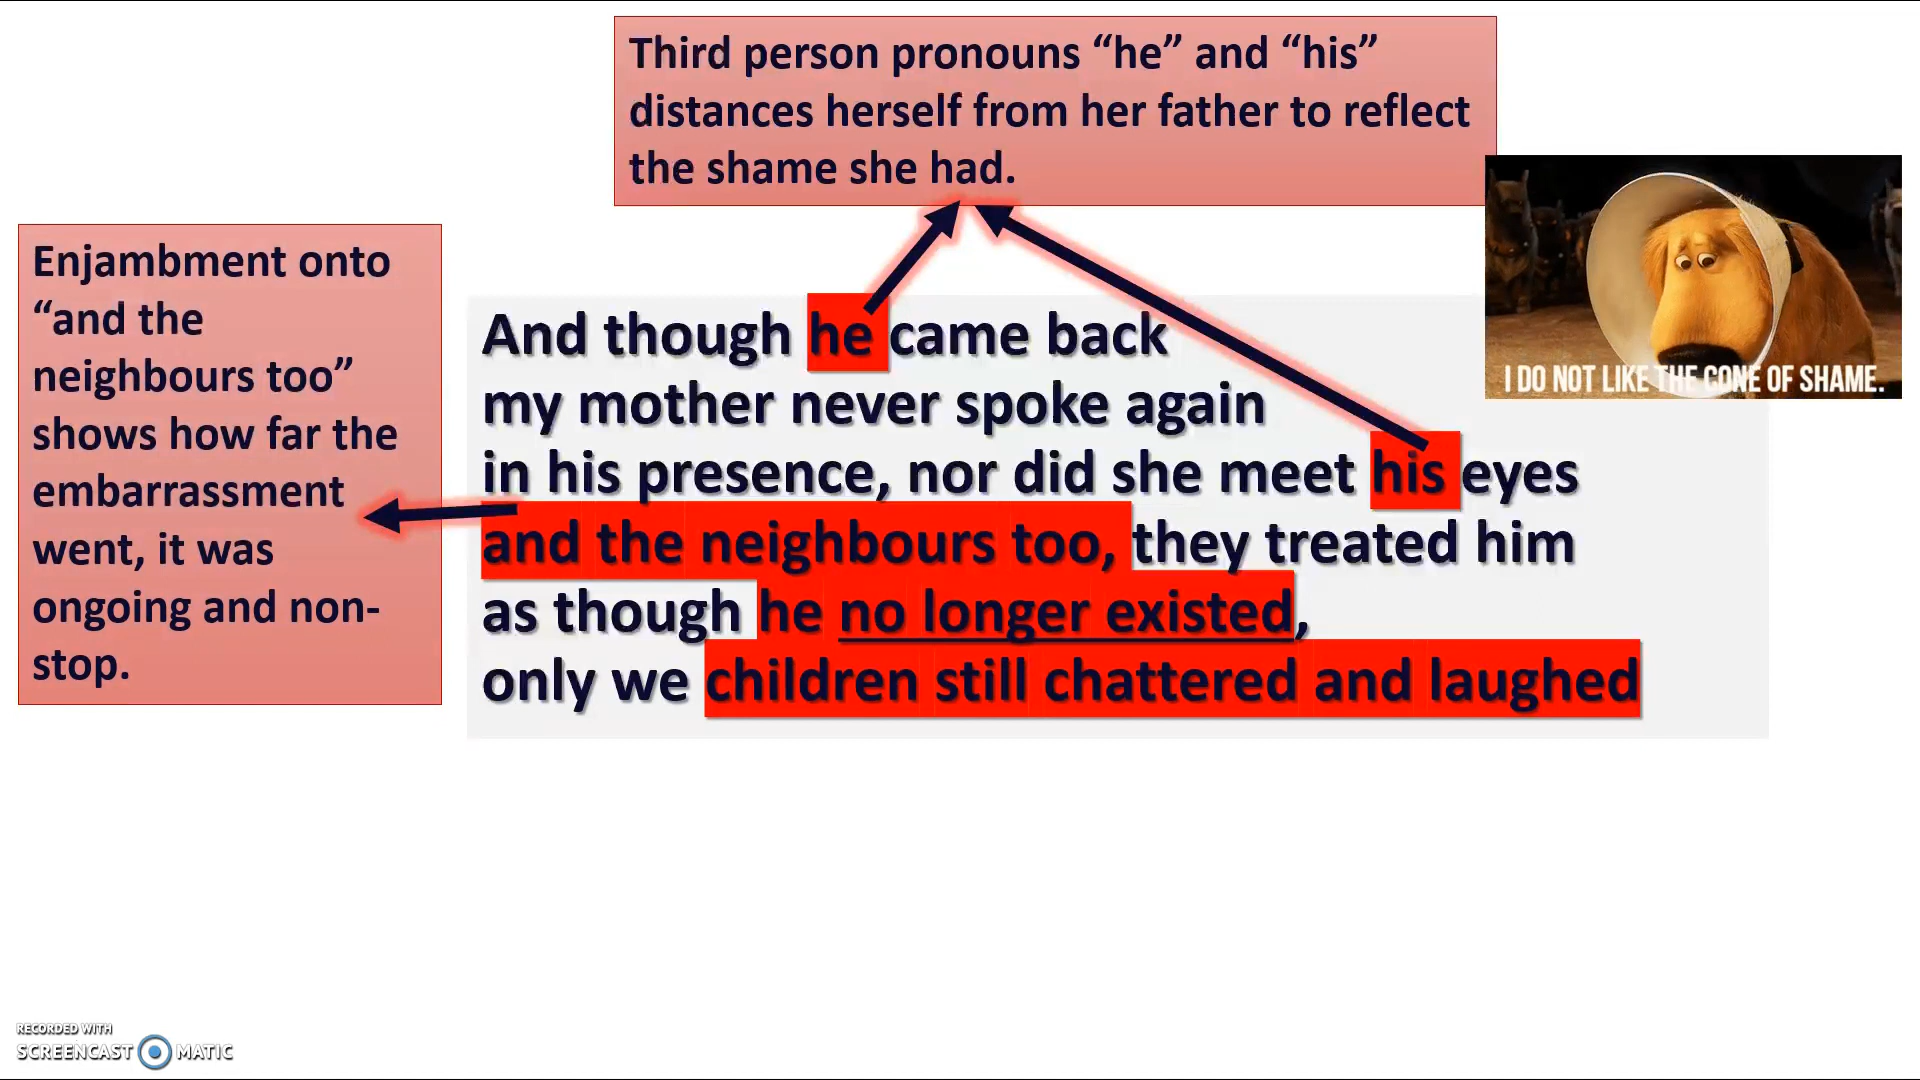 Third person pronouns “he” and “his”
distances herself from her father to reflect
the shame she had.
I DO NOT LIKE THE CONE OF SHAME.
Enjambment onto
“and the
neighbours too”
shows how far the
embarrassment
went, it was
ongoing and non-
stop.
And though he came back
my mother never spoke again
in his presence, nor did she meet his eyes
and the neighbours too, they treated him
as though he no longer existed,
only we children still chattered and laughed
RECORDED WITH
SCREENCAST MATIC